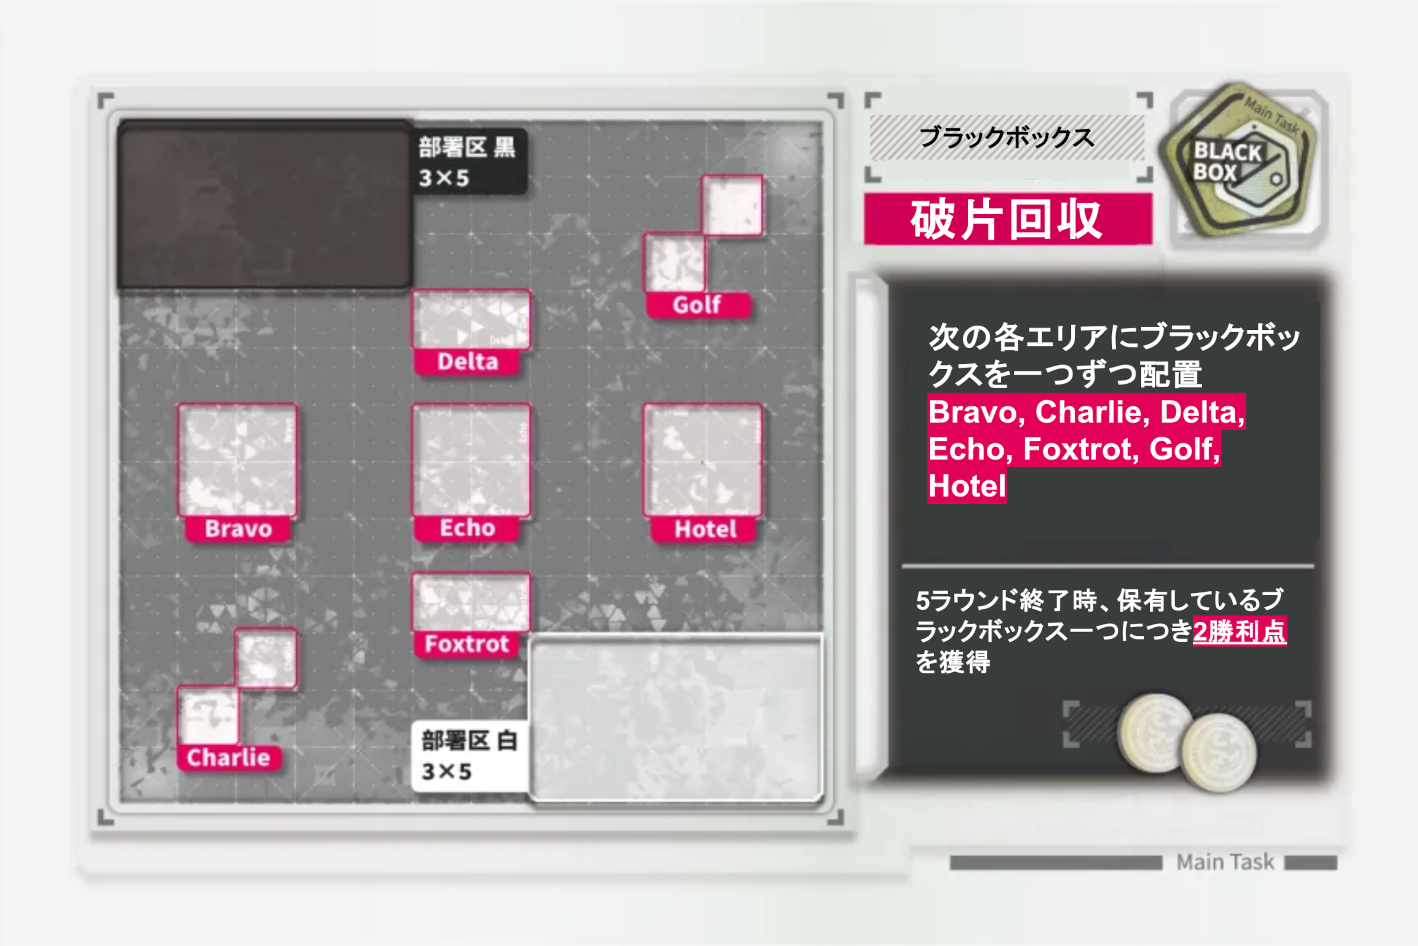 部署区 黒
3×5
Golf
Delta
Bravo
Echo
Hotel
Foxtrot
Charlie
部署区 白
3×5
ブラックボックス
破片回収
Main Task
BLACK
BOX
次の各エリアにブラックボッ
クスを一つずつ配置
Bravo, Charlie, Delta,
Echo, Foxtrot, Golf,
Hotel
5ラウンド終了時、保有しているブ
ラックボックス一つにつき2勝利点
を獲得
Main Task